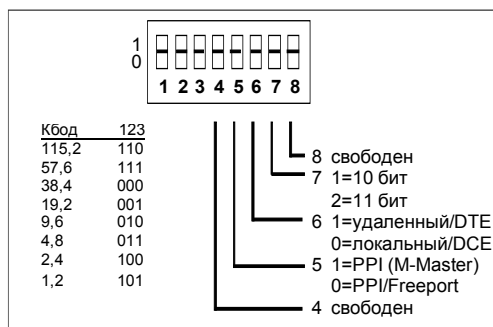 1
0
1 2 3 4 5 6 7 8
Кбод 123
115,2 110
57,6 111
38,4 000
19,2 001
9,6 010
4,8 011
2,4 100
1,2 101
8 свободен
7 1=10 бит
2=11 бит
6 1=удаленный/DTE
0=локальный/DCE
5 1=PPI (M-Master)
0=PPI/Freeport
4 свободен